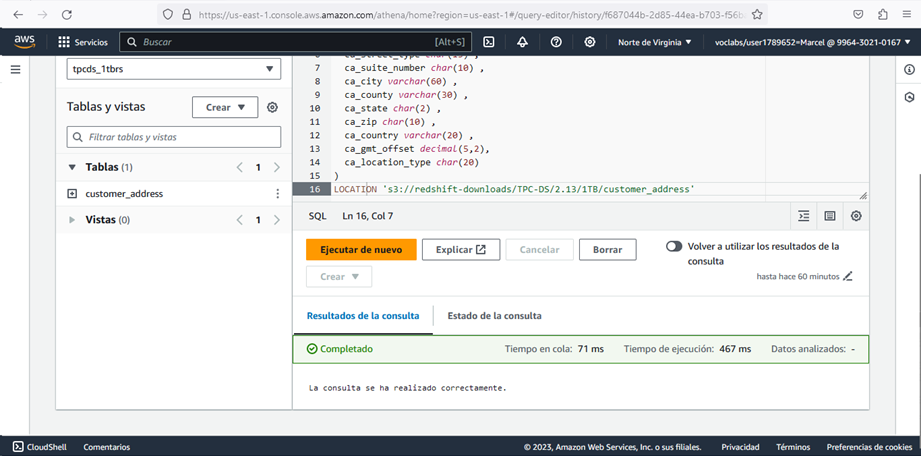 https://us-east-1.console.aws.amazon.com/athena/home?region=us-east-1#/query-editor/history/f687044b-2d85-44ea-b703-f56b
aws
Servicios
Buscar
[Alt+S]
Norte de Virginia
voclabs/user1789652=Marcel @ 9964-3021-0167
tpcds_1tbrs
Tablas y vistas
Crear
Filtrar tablas y vistas
Tablas (1)
1
customer_address
Vistas (0)
1
7 ca_suite_number char(10) ,
8 ca_city varchar(60) ,
9 ca_county varchar(30) ,
10 ca_state char(2) ,
11 ca_zip char(10) ,
12 ca_country varchar(20) ,
13 ca_gmt_offset decimal(5,2),
14 ca_location_type char(20)
15 )
16 LOCATION 's3://redshift-downloads/TPC-DS/2.13/1TB/customer_address'
SQL Ln 16, Col 7
Ejecutar de nuevo
Explicar
Cancelar
Borrar
Crear
Volver a utilizar los resultados de la
consulta
hasta hace 60 minutos
Resultados de la consulta
Estado de la consulta
Completado
Tiempo en cola: 71 ms
Tiempo de ejecución: 467 ms
Datos analizados: -
La consulta se ha realizado correctamente.
CloudShell
Comentarios
© 2023, Amazon Web Services, Inc. o sus filiales.
Privacidad
Términos
Preferencias de cookies